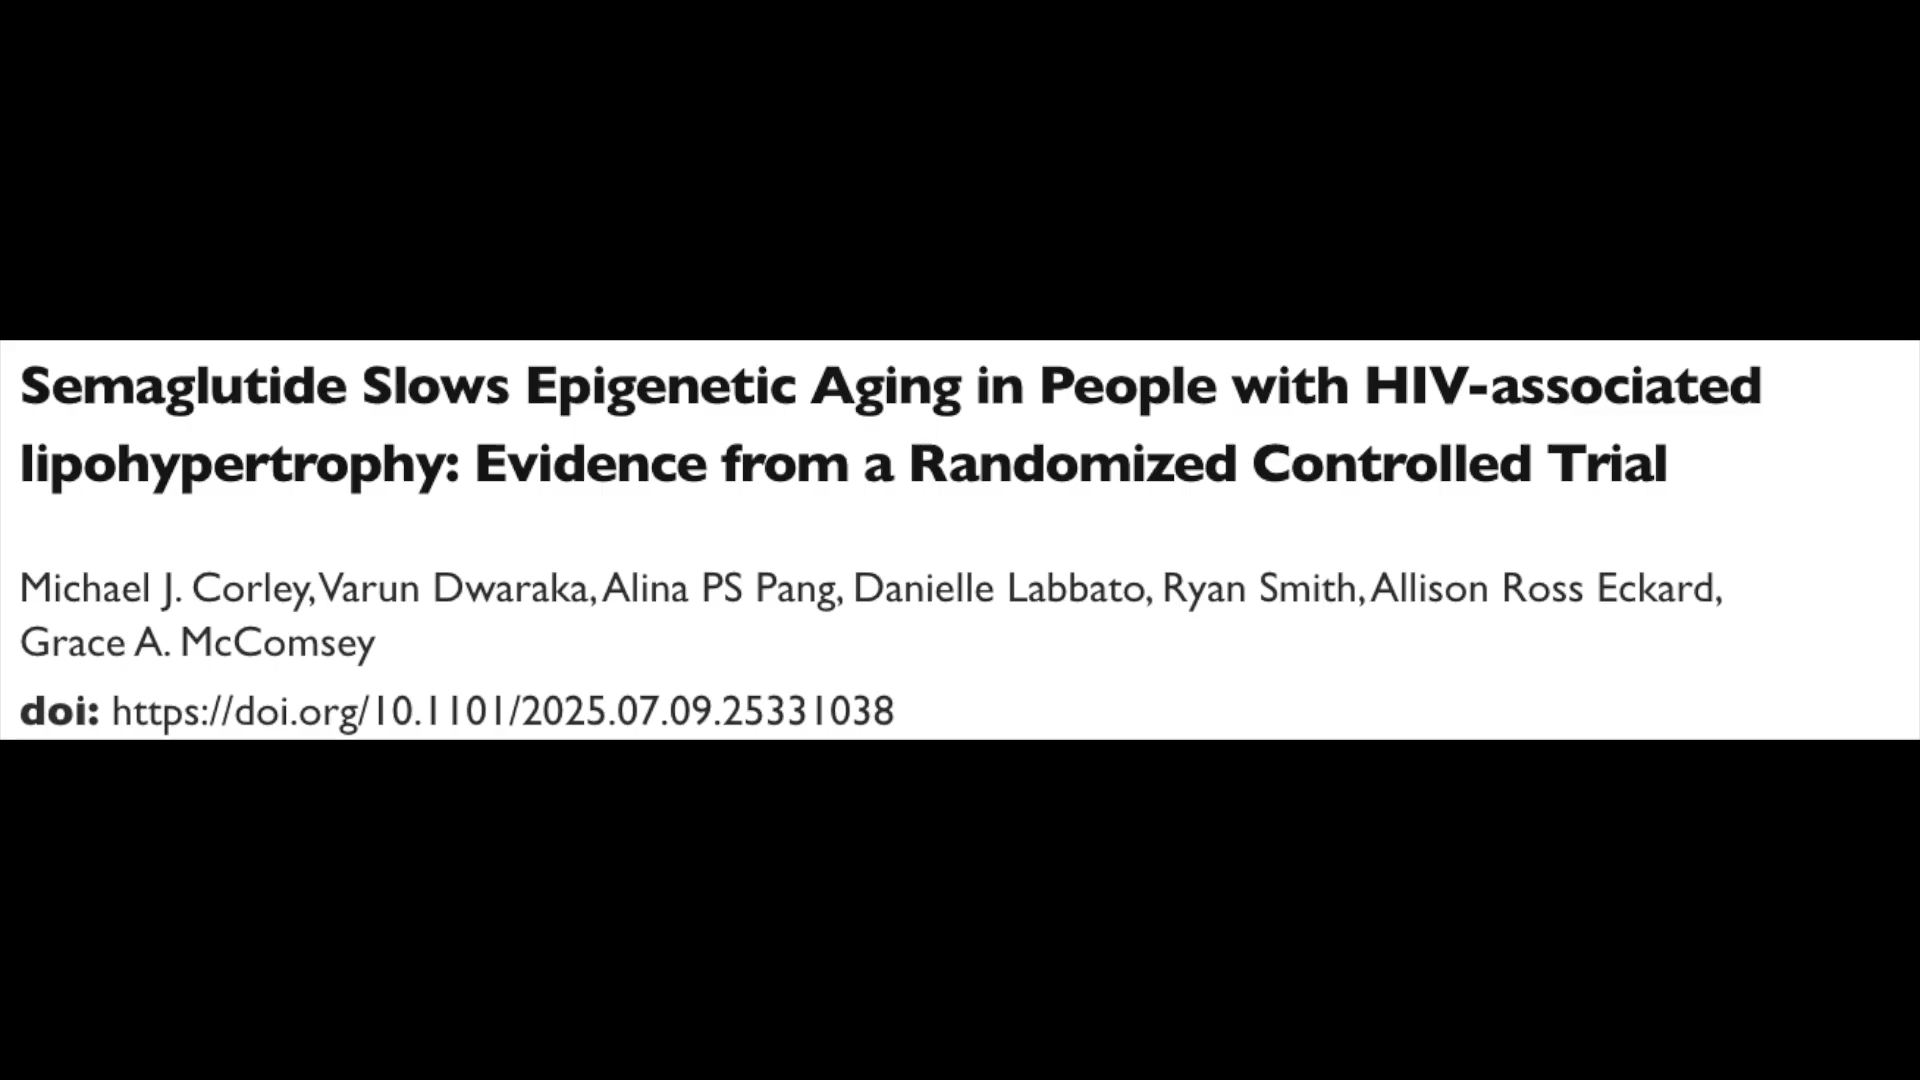 Semaglutide Slows Epigenetic Aging in People with HIV-associated
lipohypertrophy: Evidence from a Randomized Controlled Trial
Michael J. Corley, Varun Dwaraka, Alina PS Pang, Danielle Labbato, Ryan Smith, Allison Ross Eckard,
Grace A. McComsey
doi: https://doi.org/10.1101/2025.07.09.25331038